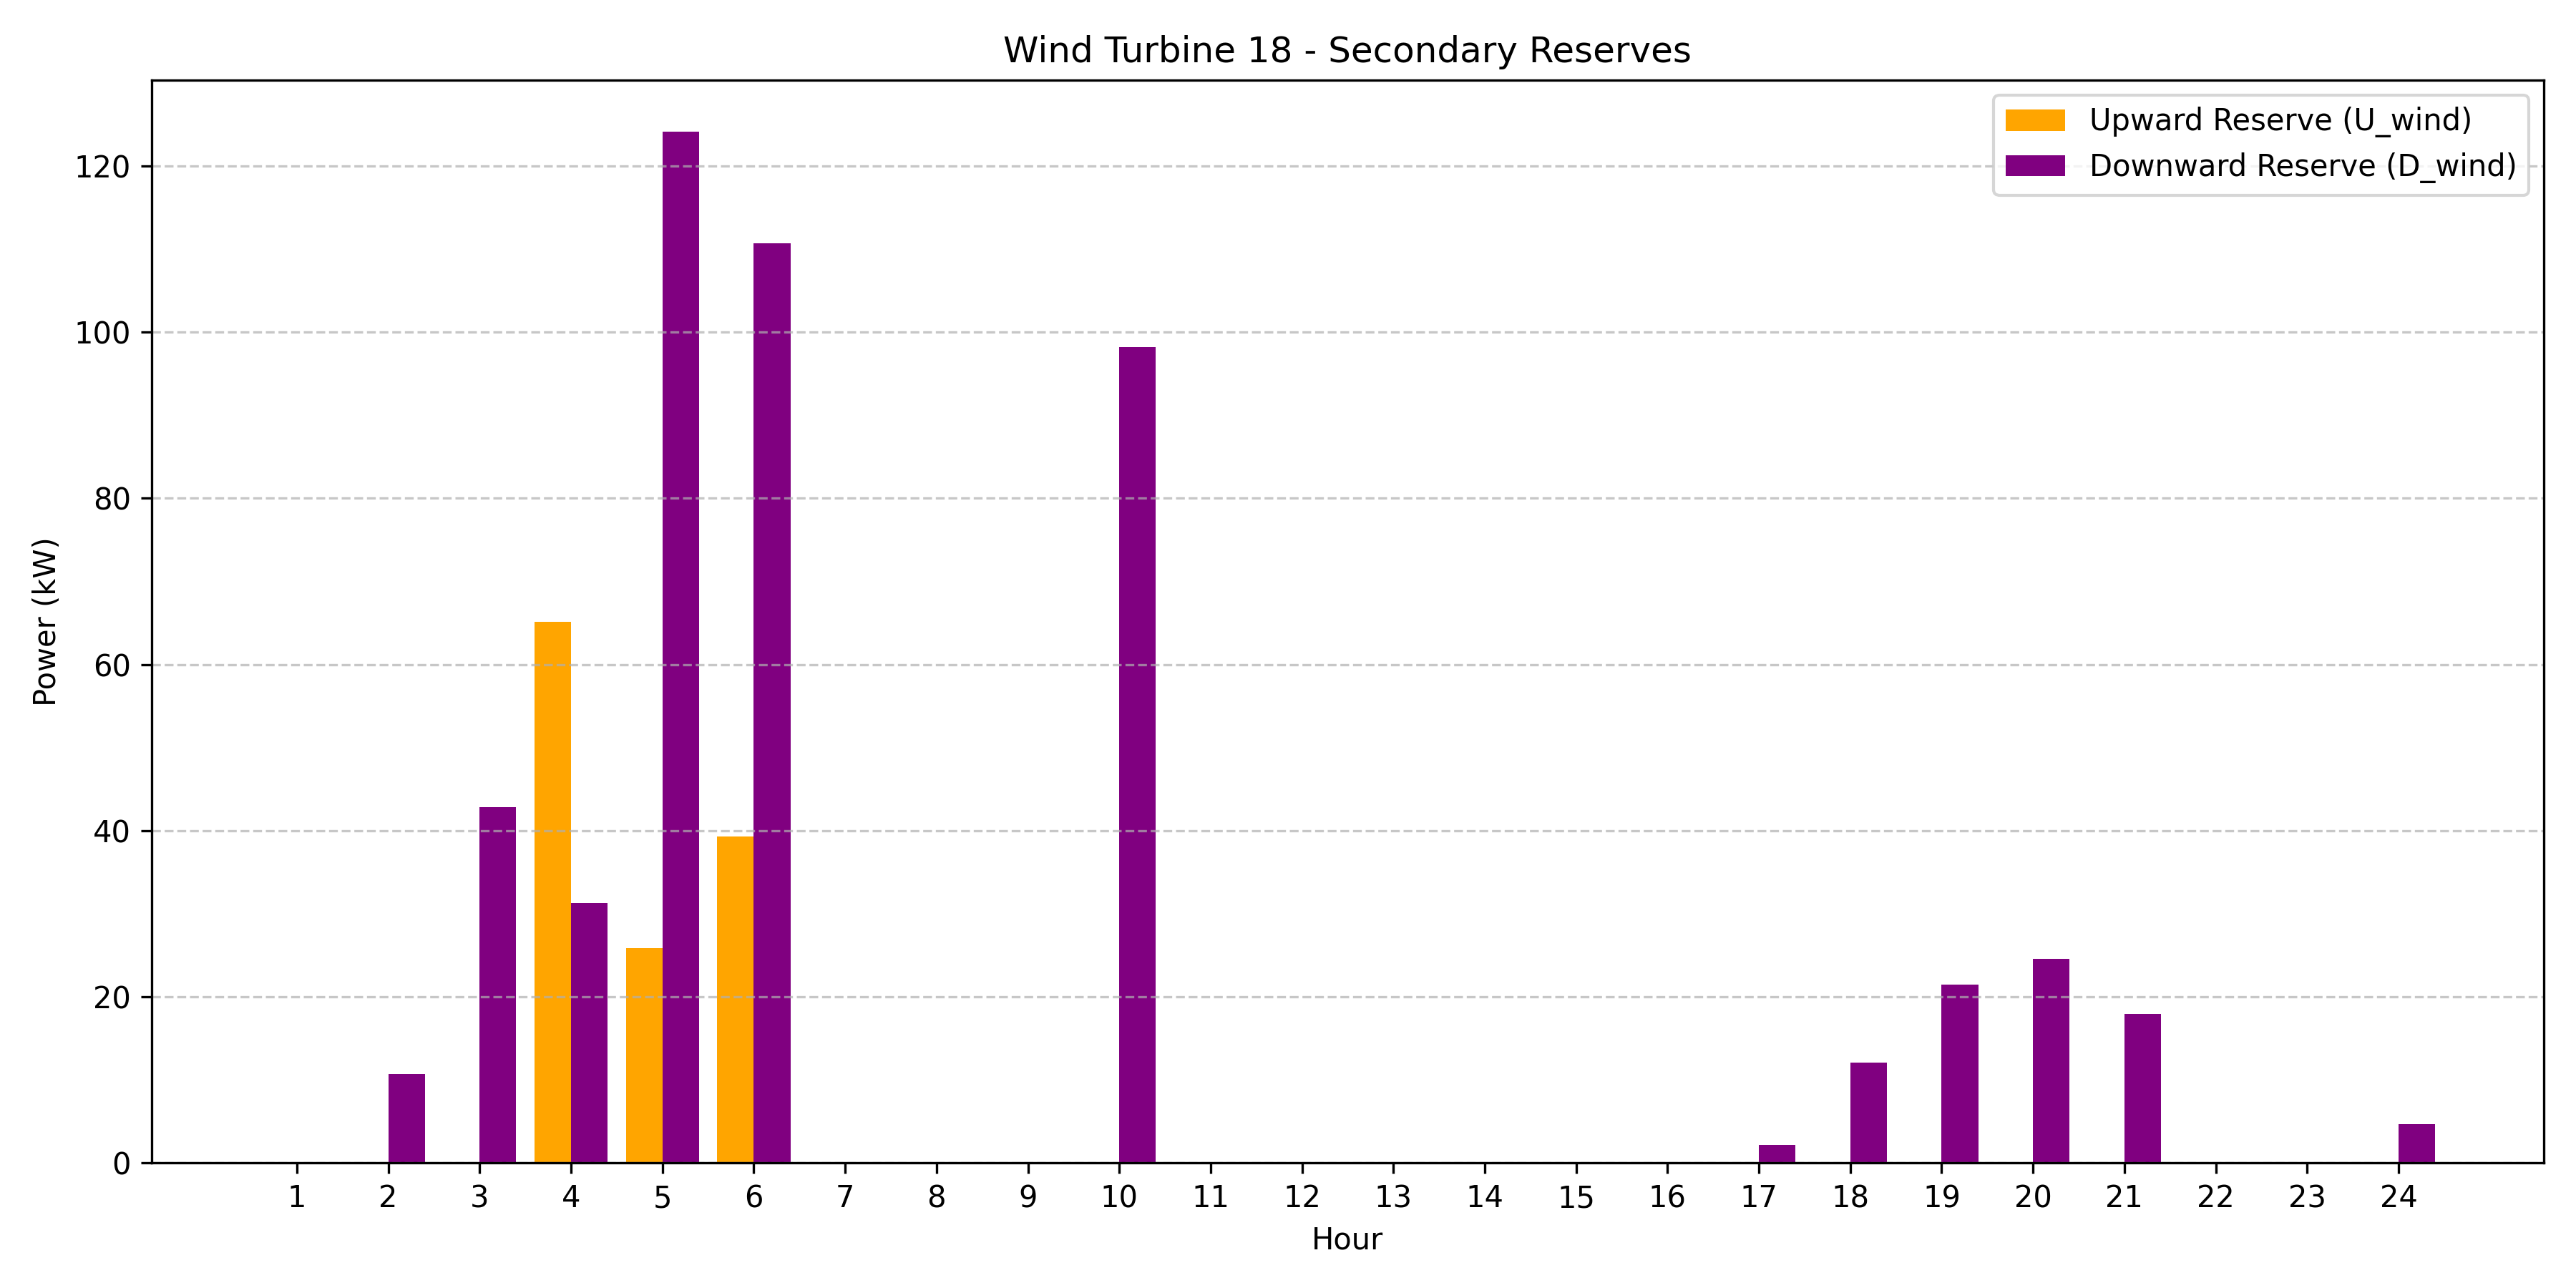 Wind Turbine 18 - Secondary Reserves
Upward Reserve (U_wind)
Downward Reserve (D_wind)
120
100
80
60
40
20
0
Power (kW)
1 2 3 4 5 6 7 8 9 10 11 12 13 14 15 16 17 18 19 20 21 22 23 24
Hour